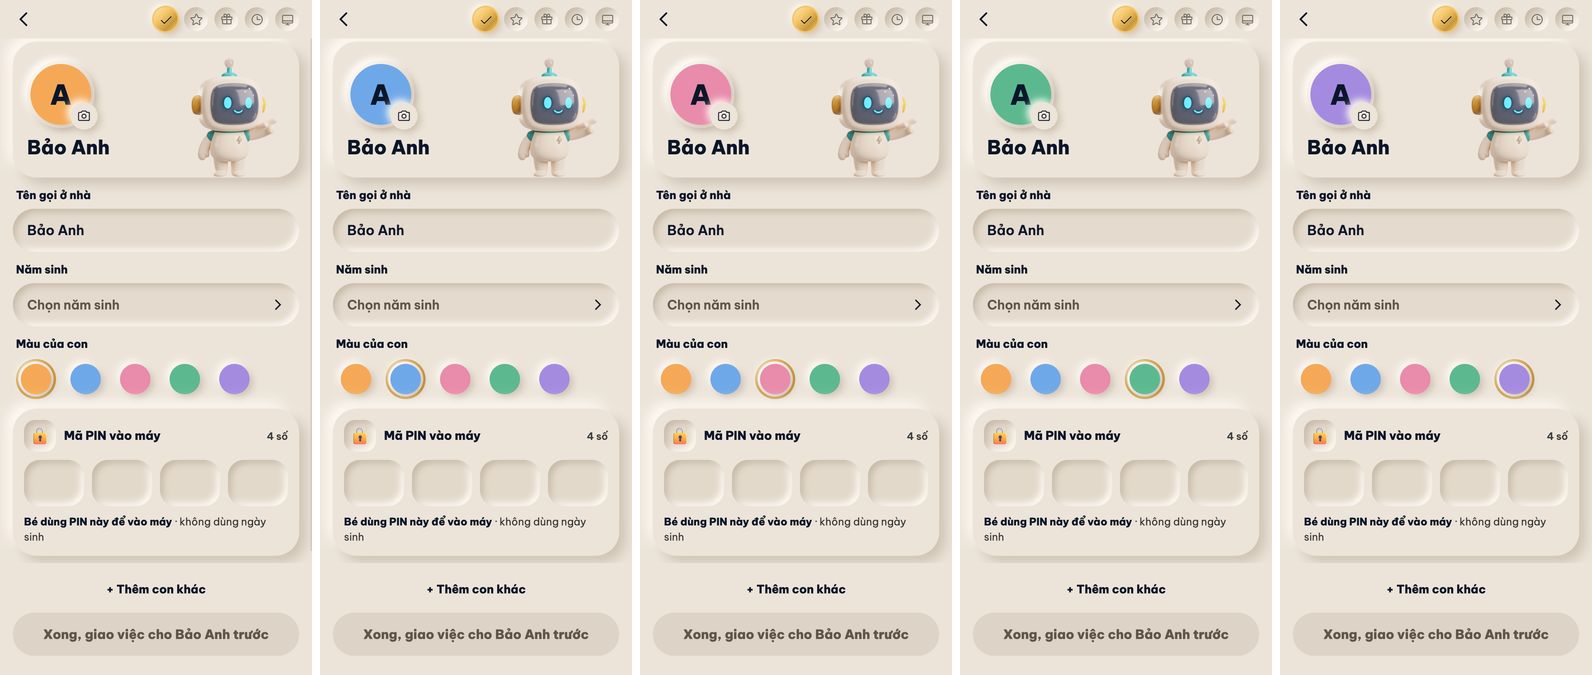 A
Bảo Anh
Tên gọi ở nhà
Bảo Anh
Năm sinh
Chọn năm sinh
Màu của con
Mã PIN vào máy
4 số
Bé dùng PIN này để vào máy · không dùng ngày
sinh
+ Thêm con khác
Xong, giao việc cho Bảo Anh trước
A
Bảo Anh
Tên gọi ở nhà
Bảo Anh
Năm sinh
Chọn năm sinh
Màu của con
Mã PIN vào máy
4 số
Bé dùng PIN này để vào máy · không dùng ngày
sinh
+ Thêm con khác
Xong, giao việc cho Bảo Anh trước
A
Bảo Anh
Tên gọi ở nhà
Bảo Anh
Năm sinh
Chọn năm sinh
Màu của con
Mã PIN vào máy
4 số
Bé dùng PIN này để vào máy · không dùng ngày
sinh
+ Thêm con khác
Xong, giao việc cho Bảo Anh trước
A
Bảo Anh
Tên gọi ở nhà
Bảo Anh
Năm sinh
Chọn năm sinh
Màu của con
Mã PIN vào máy
4 số
Bé dùng PIN này để vào máy · không dùng ngày
sinh
+ Thêm con khác
Xong, giao việc cho Bảo Anh trước
A
Bảo Anh
Tên gọi ở nhà
Bảo Anh
Năm sinh
Chọn năm sinh
Màu của con
Mã PIN vào máy
4 số
Bé dùng PIN này để vào máy · không dùng ngày
sinh
+ Thêm con khác
Xong, giao việc cho Bảo Anh trước